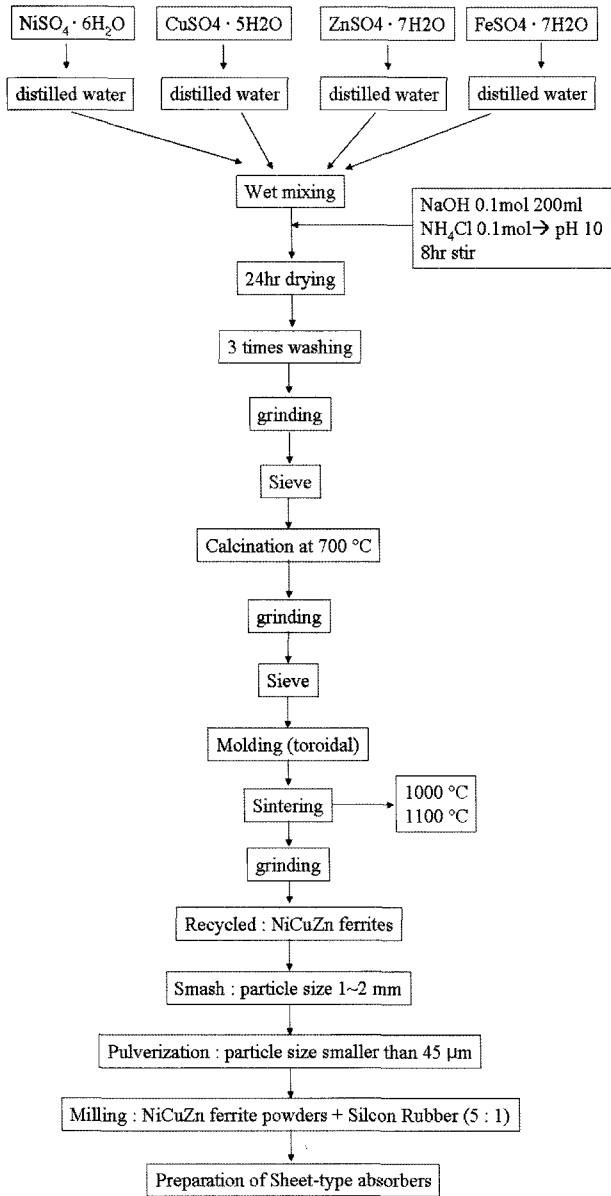 NiSO₄ · 6H₂O
CuSO4 · 5H2O
ZnSO4 · 7H2O
FeSO4 · 7H2O
distilled water
distilled water
distilled water
distilled water
Wet mixing
NaOH 0.1mol 200ml
NH₄Cl 0.1mol→ pH 10
8hr stir
24hr drying
3 times washing
grinding
Sieve
Calcination at 700 °C
grinding
Sieve
Molding (toroidal)
Sintering
1000 °C
1100 °C
grinding
Recycled : NiCuZn ferrites
Smash : particle size 1~2 mm
Pulverization : particle size smaller than 45 μm
Milling : NiCuZn ferrite powders + Silcon Rubber (5 : 1)
Preparation of Sheet-type absorbers